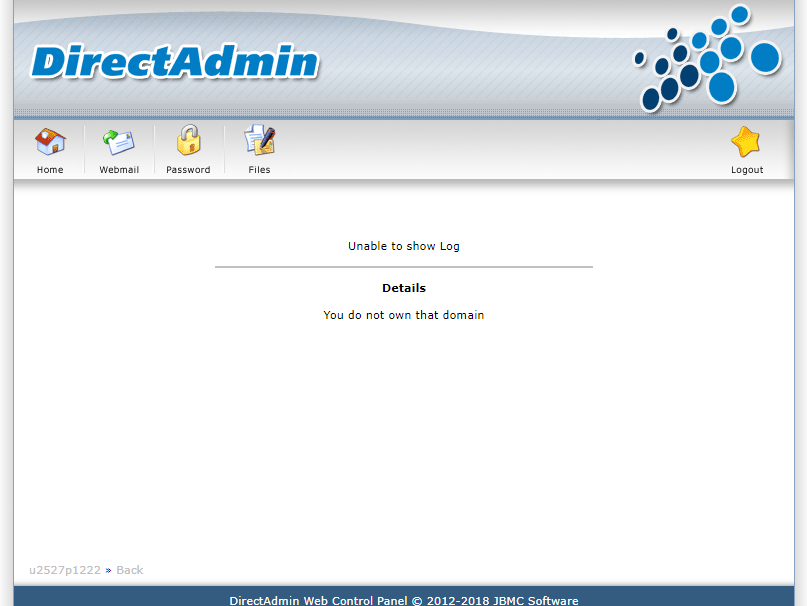 DirectAdmin
Home Webmail Password Files Logout
Unable to show Log
Details
You do not own that domain
u2527p1222 » Back
DirectAdmin Web Control Panel © 2012-2018 JBMC Software